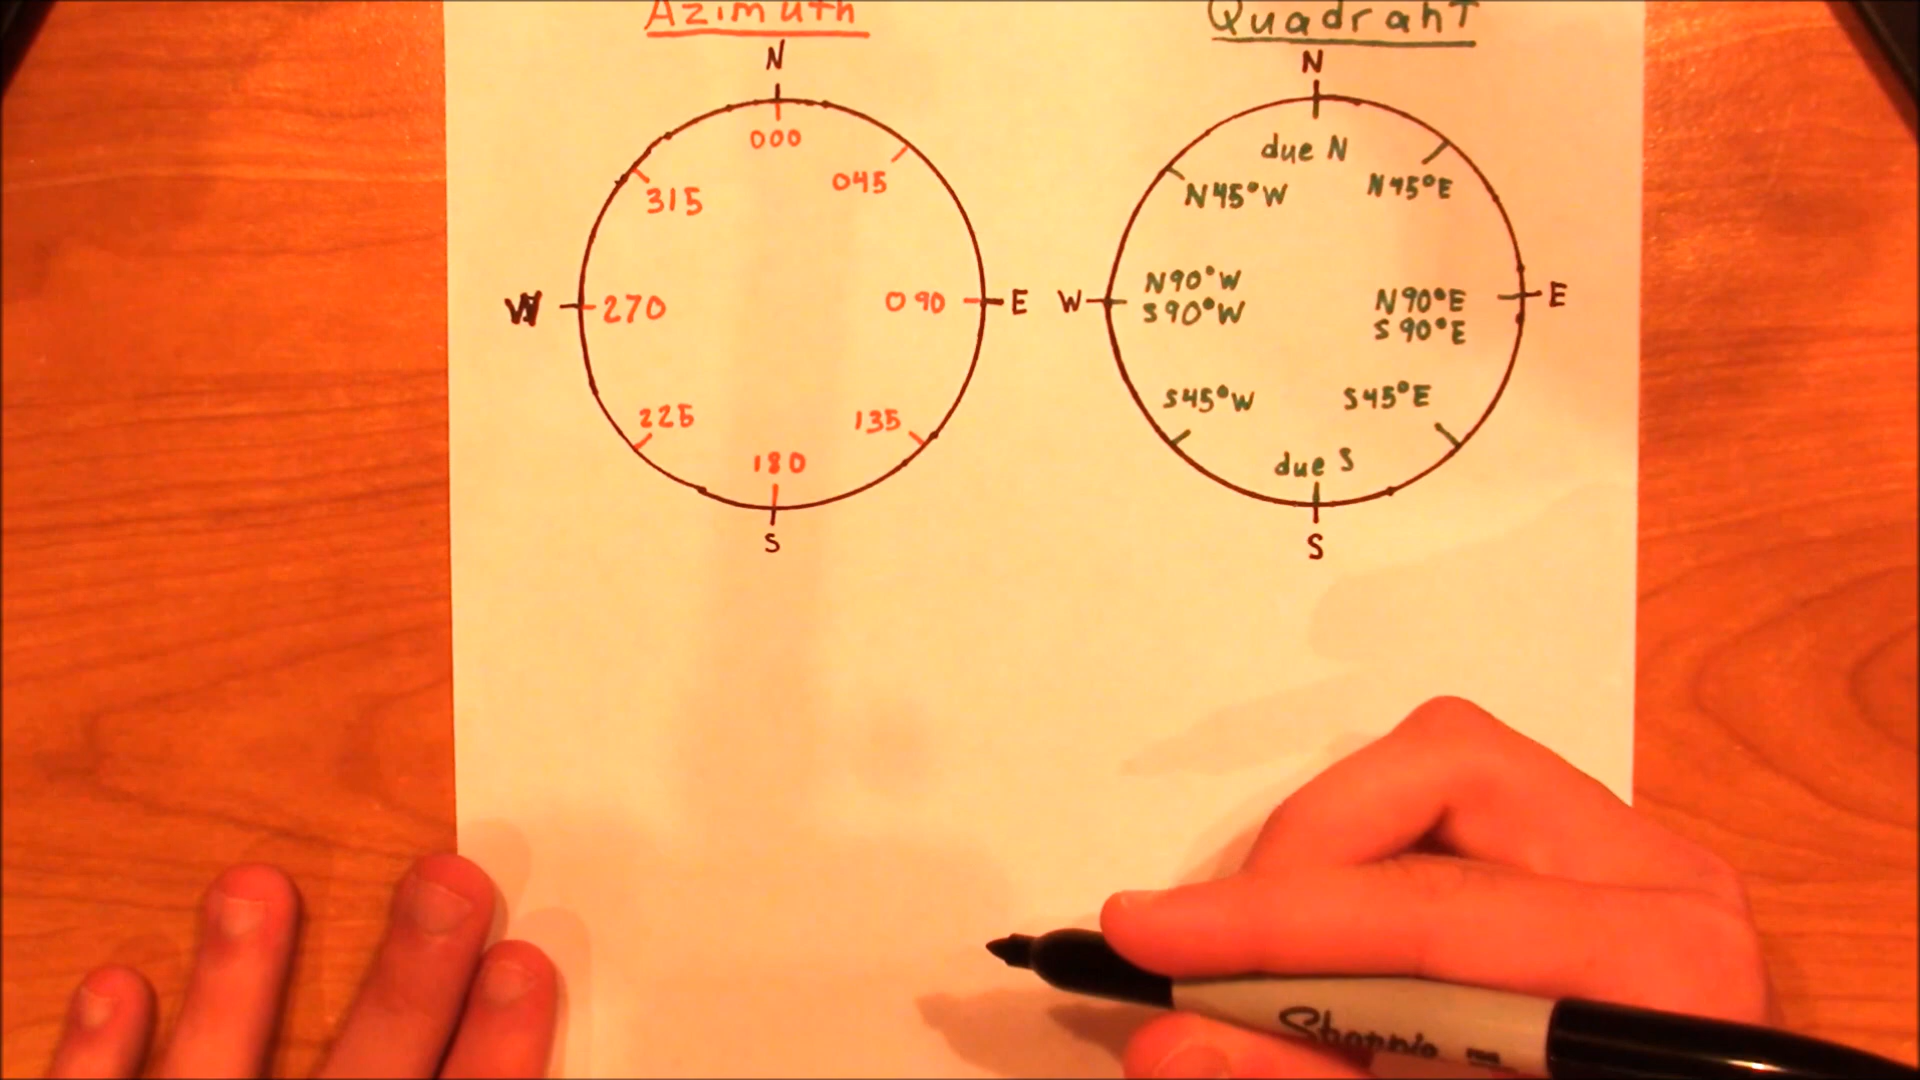 Azimuth
N
000
045
315
W
270
090
E
225
135
180
S
Quadrant
N
due N
N45°W
N45°E
W
N90°W
S90°W
N90°E
S90°E
E
S45°W
S45°E
due S
S
Sharpie